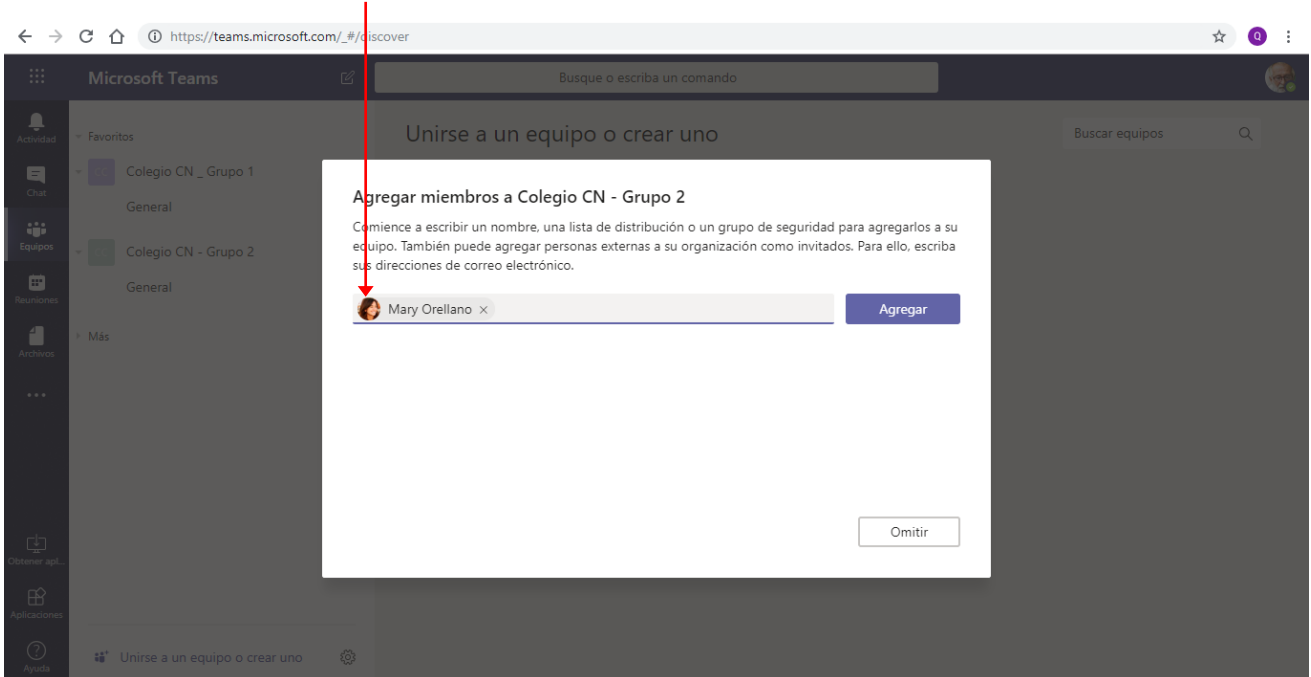 https://teams.microsoft.com/_#/discover
Q
Microsoft Teams
Busque o escriba un comando
Actividad
Chat
Equipos
Reuniones
Archivos
Obtener apl...
Aplicaciones
Ayuda
Favoritos
Colegio CN _ Grupo 1
General
Colegio CN - Grupo 2
General
Más
Unirse a un equipo o crear uno
Unirse a un equipo o crear uno
Buscar equipos
Agregar miembros a Colegio CN - Grupo 2
Comience a escribir un nombre, una lista de distribución o un grupo de seguridad para agregarlos a su
equipo. También puede agregar personas externas a su organización como invitados. Para ello, escriba
sus direcciones de correo electrónico.
Mary Orellano ×
Agregar
Omitir